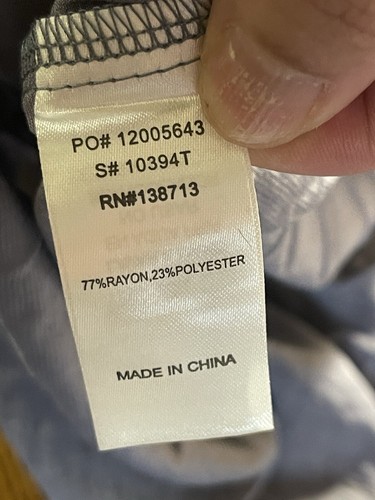 PO# 12005643
S# 10394T
RN#138713
77%RAYON,23%POLYESTER
MADE IN CHINA